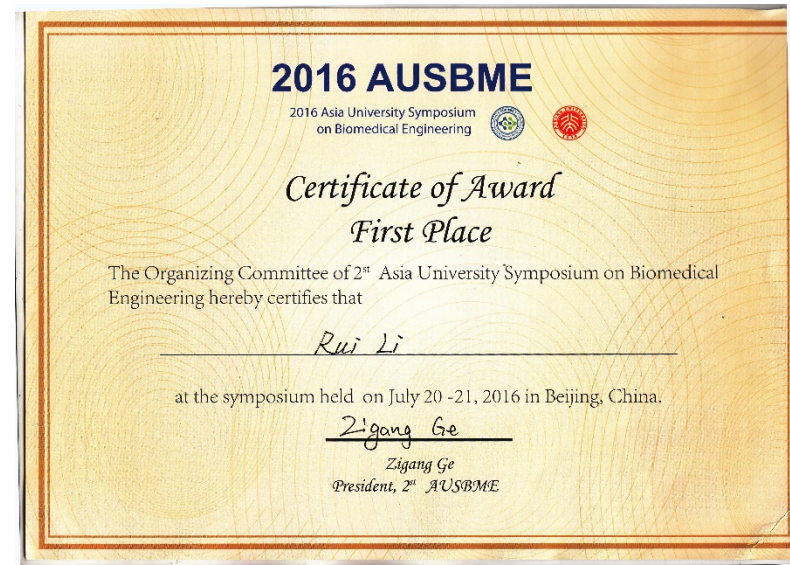 2016 AUSBME
2016 Asia University Symposium
on Biomedical Engineering
Certificate of Award
First Place
The Organizing Committee of 2st Asia University Symposium on Biomedical
Engineering hereby certifies that
Rui Li
at the symposium held on July 20 -21, 2016 in Beijing, China.
Zigang Ge
Zigang Ge
President, 2st AUSBME